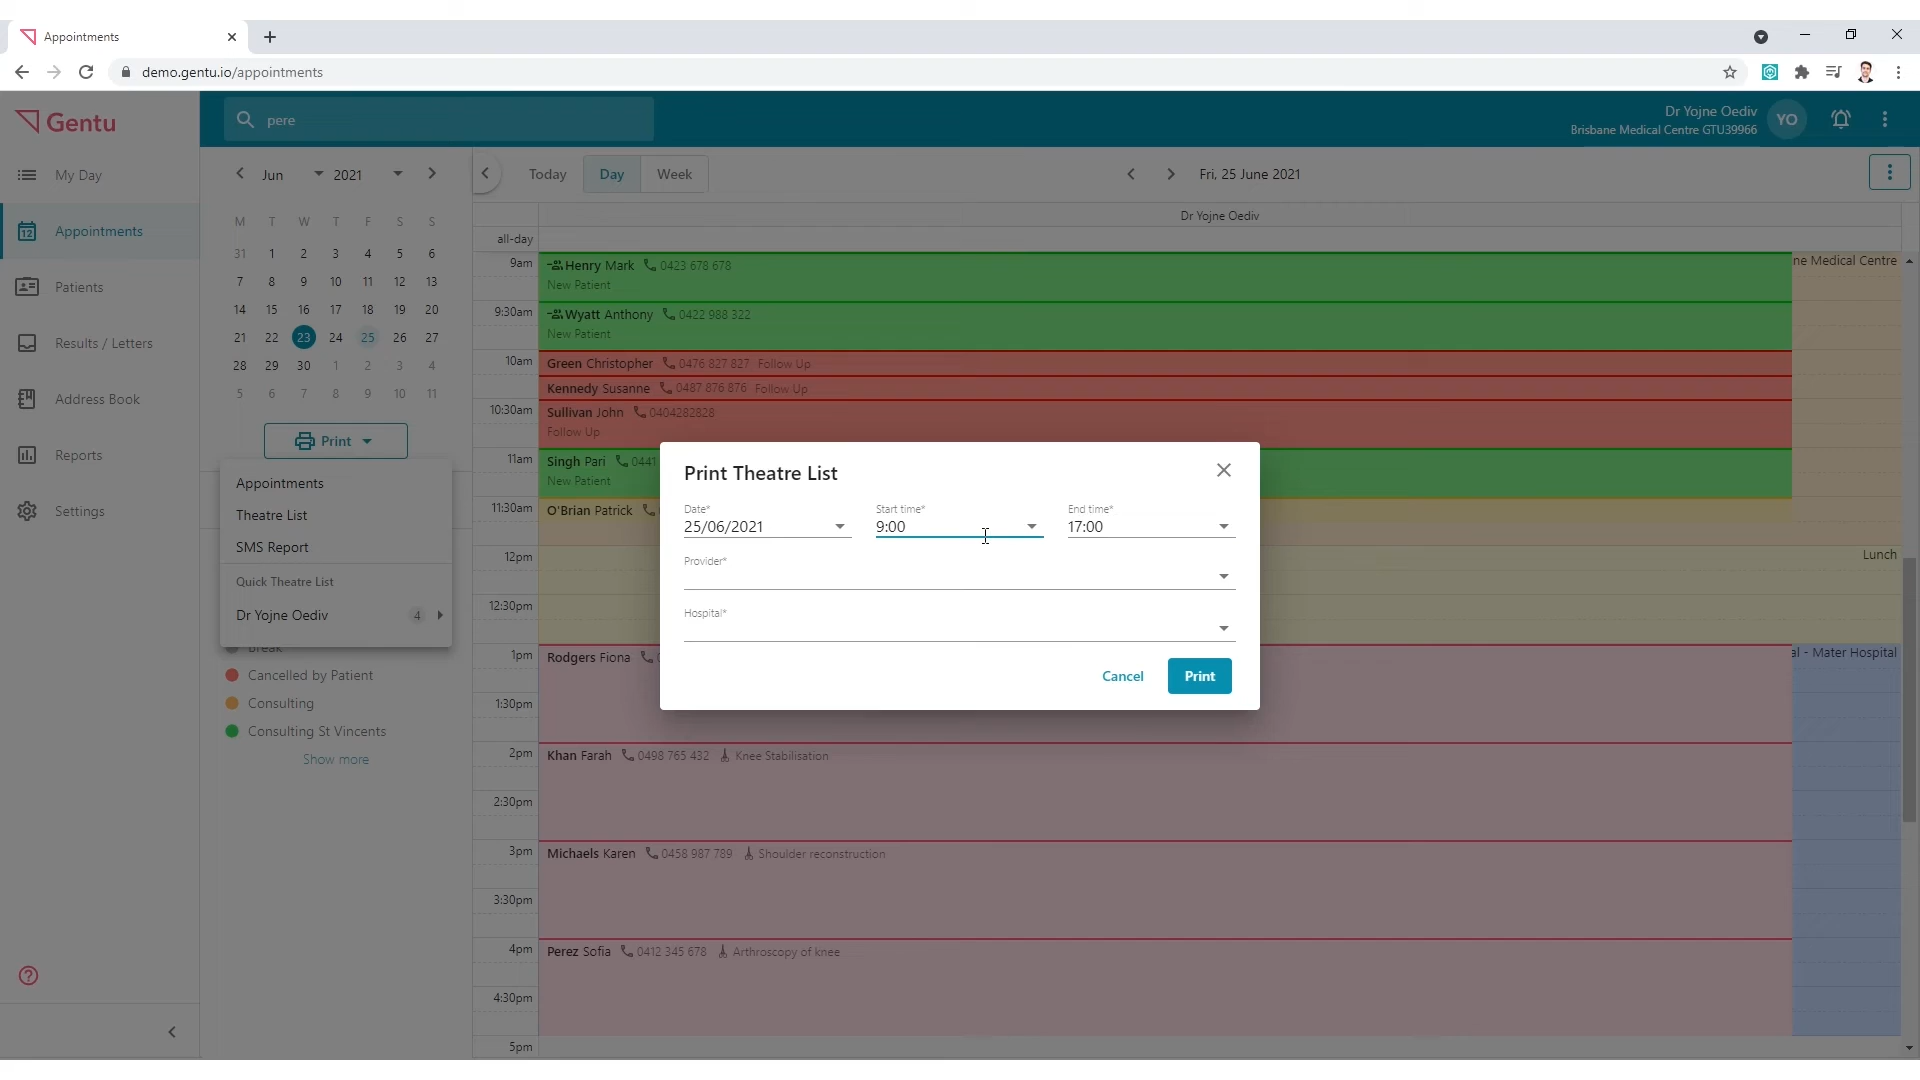 Appointments
demo.gentu.io/appointments
Gentu
pere
Dr Yojne Oediv
Brisbane Medical Centre GTU39966
YO
My Day
Appointments
Patients
Results / Letters
Address Book
Reports
Settings
Jun 2021
M T W T F S S
31 1 2 3 4 5 6
7 8 9 10 11 12 13
14 15 16 17 18 19 20
21 22 23 24 25 26 27
28 29 30 1 2 3 4
5 6 7 8 9 10 11
Print
Appointments
Theatre List
SMS Report
Quick Theatre List
Dr Yojne Oediv 4
Break
Cancelled by Patient
Consulting
Consulting St Vincents
Show more
Today Day Week
Fri, 25 June 2021
Dr Yojne Oediv
all-day
9am
Henry Mark 0423 678 678
New Patient
ne Medical Centre
9:30am
Wyatt Anthony 0422 988 322
New Patient
10am
Green Christopher 0476 827 827 Follow Up
Kennedy Susanne 0487 876 876 Follow Up
10:30am
Sullivan John 0404282828
Follow Up
11am
Singh Pari 0441
New Patient
11:30am
O'Brian Patrick
12pm
Lunch
12:30pm
1pm
Rodgers Fiona
al - Mater Hospital
1:30pm
2pm
Khan Farah 0498 765 432 Knee Stabilisation
2:30pm
3pm
Michaels Karen 0458 987 789 Shoulder reconstruction
3:30pm
4pm
Perez Sofia 0412 345 678 Arthroscopy of knee
4:30pm
5pm
Print Theatre List
Date* Start time* End time*
25/06/2021 9:00 17:00
Provider*
Hospital*
Cancel Print